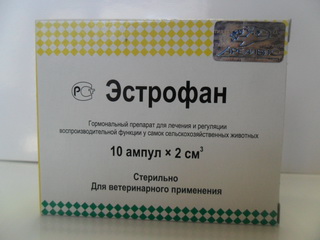 Эстрофан
Гормональный препарат для лечения и регуляции
воспроизводительной функции у самок сельскохозяйственных животных
10 ампул × 2 см³
Стерильно
Для ветеринарного применения